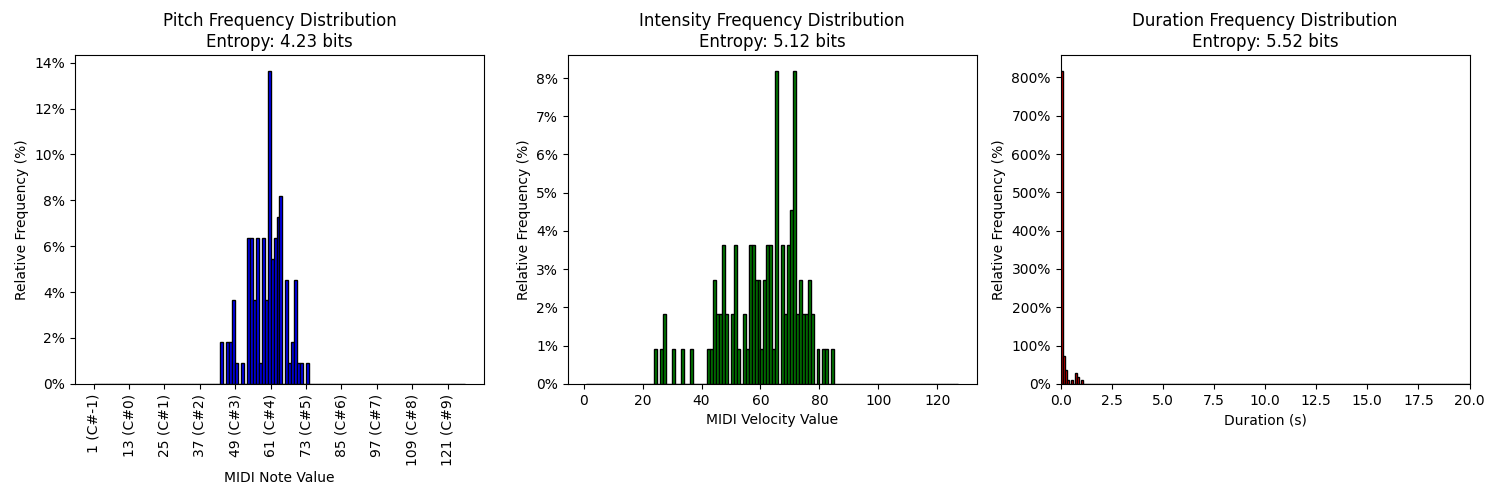 Pitch Frequency Distribution
Entropy: 4.23 bits
Relative Frequency (%)
14%
12%
10%
8%
6%
4%
2%
0%
1 (C#-1)
13 (C#0)
25 (C#1)
37 (C#2)
49 (C#3)
61 (C#4)
73 (C#5)
85 (C#6)
97 (C#7)
109 (C#8)
121 (C#9)
MIDI Note Value
Intensity Frequency Distribution
Entropy: 5.12 bits
Relative Frequency (%)
8%
7%
6%
5%
4%
3%
2%
1%
0%
0 20 40 60 80 100 120
MIDI Velocity Value
Duration Frequency Distribution
Entropy: 5.52 bits
Relative Frequency (%)
800%
700%
600%
500%
400%
300%
200%
100%
0%
0.0 2.5 5.0 7.5 10.0 12.5 15.0 17.5 20.0
Duration (s)